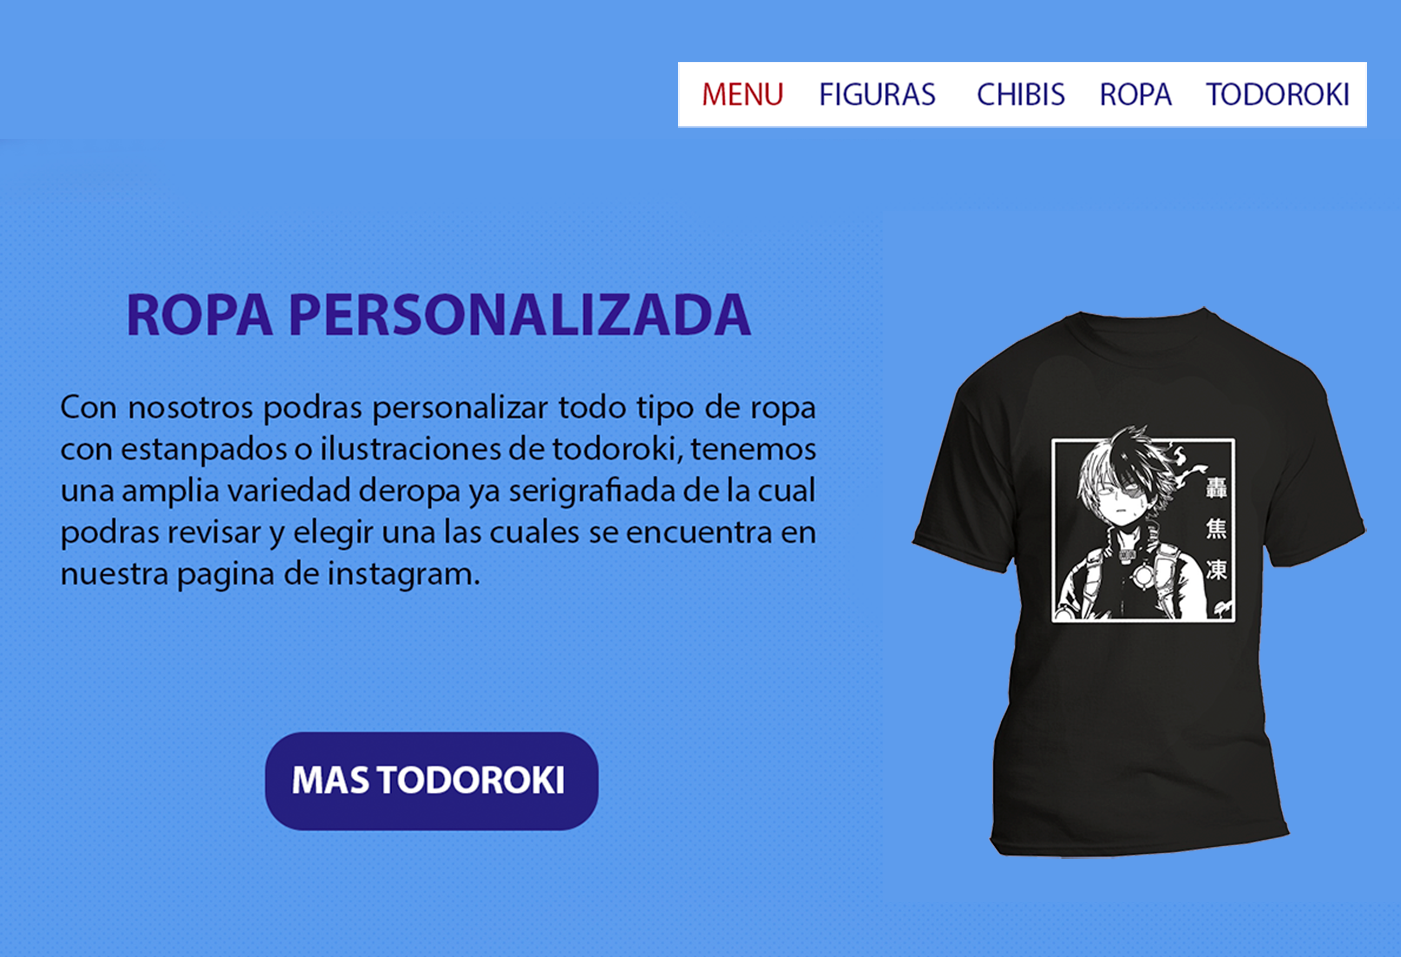 MENU FIGURAS CHIBIS ROPA TODOROKI
ROPA PERSONALIZADA
Con nosotros podras personalizar todo tipo de ropa
con estanpados o ilustraciones de todoroki, tenemos
una amplia variedad deropa ya serigrafiada de la cual
podras revisar y elegir una las cuales se encuentra en
nuestra pagina de instagram.
MAS TODOROKI
轟
焦
凍